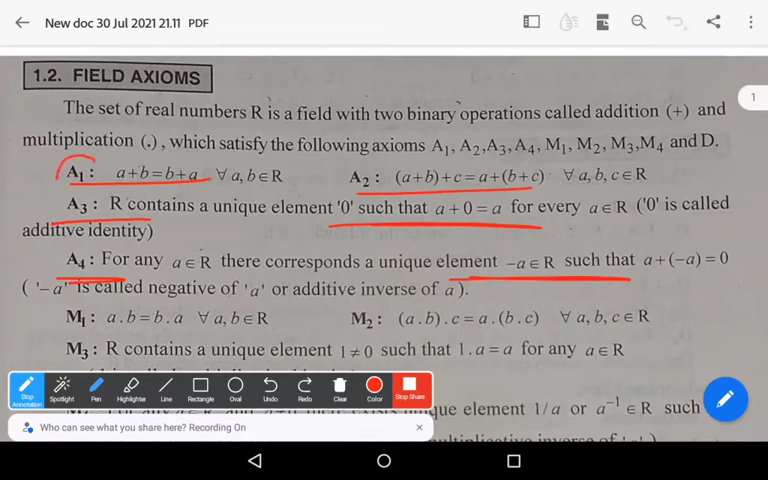 New doc 30 Jul 2021 21.11 PDF
1
1.2. FIELD AXIOMS
The set of real numbers R is a field with two binary operations called addition (+) and
multiplication (.), which satisfy the following axioms A₁, A₂, A₃, A₄, M₁, M₂, M₃, M₄ and D.
A₁ : a+b=b+a ∀ a, b∈R A₂ : (a+b)+c=a+(b+c) ∀ a, b, c∈R
A₃ : R contains a unique element '0' such that a+0=a for every a∈R ('0' is called
additive identity)
A₄ : For any a∈R there corresponds a unique element −a∈R such that a+(−a)=0
( '−a' is called negative of 'a' or additive inverse of a).
M₁ : a.b=b.a ∀ a, b∈R M₂ : (a.b).c=a.(b.c) ∀ a, b, c∈R
M₃ : R contains a unique element 1≠0 such that 1.a=a for any a∈R
Stop Annotation Spotlight Pen Highlighter Line Rectangle Oval Undo Redo Clear Color Stop Share
unique element 1/a or a⁻¹∈R such
Who can see what you share here? Recording On